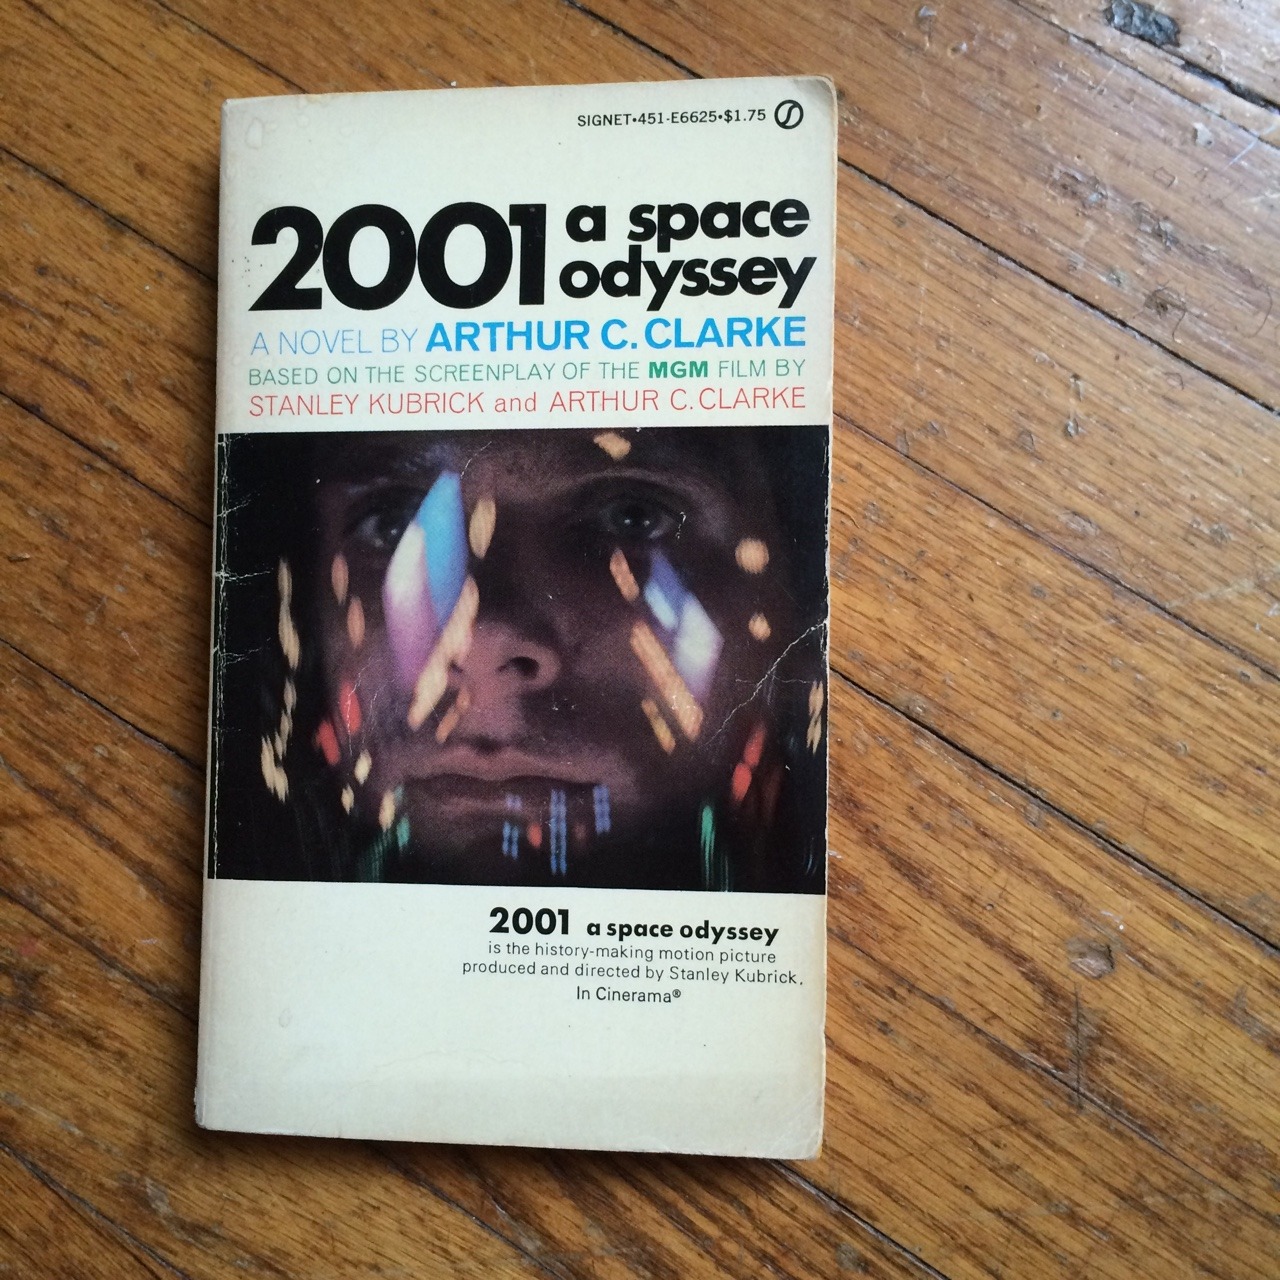 SIGNET•451-E6625•$1.75
2001 a space
odyssey
A NOVEL BY ARTHUR C. CLARKE
BASED ON THE SCREENPLAY OF THE MGM FILM BY
STANLEY KUBRICK and ARTHUR C. CLARKE
2001 a space odyssey
is the history-making motion picture
produced and directed by Stanley Kubrick.
In Cinerama®